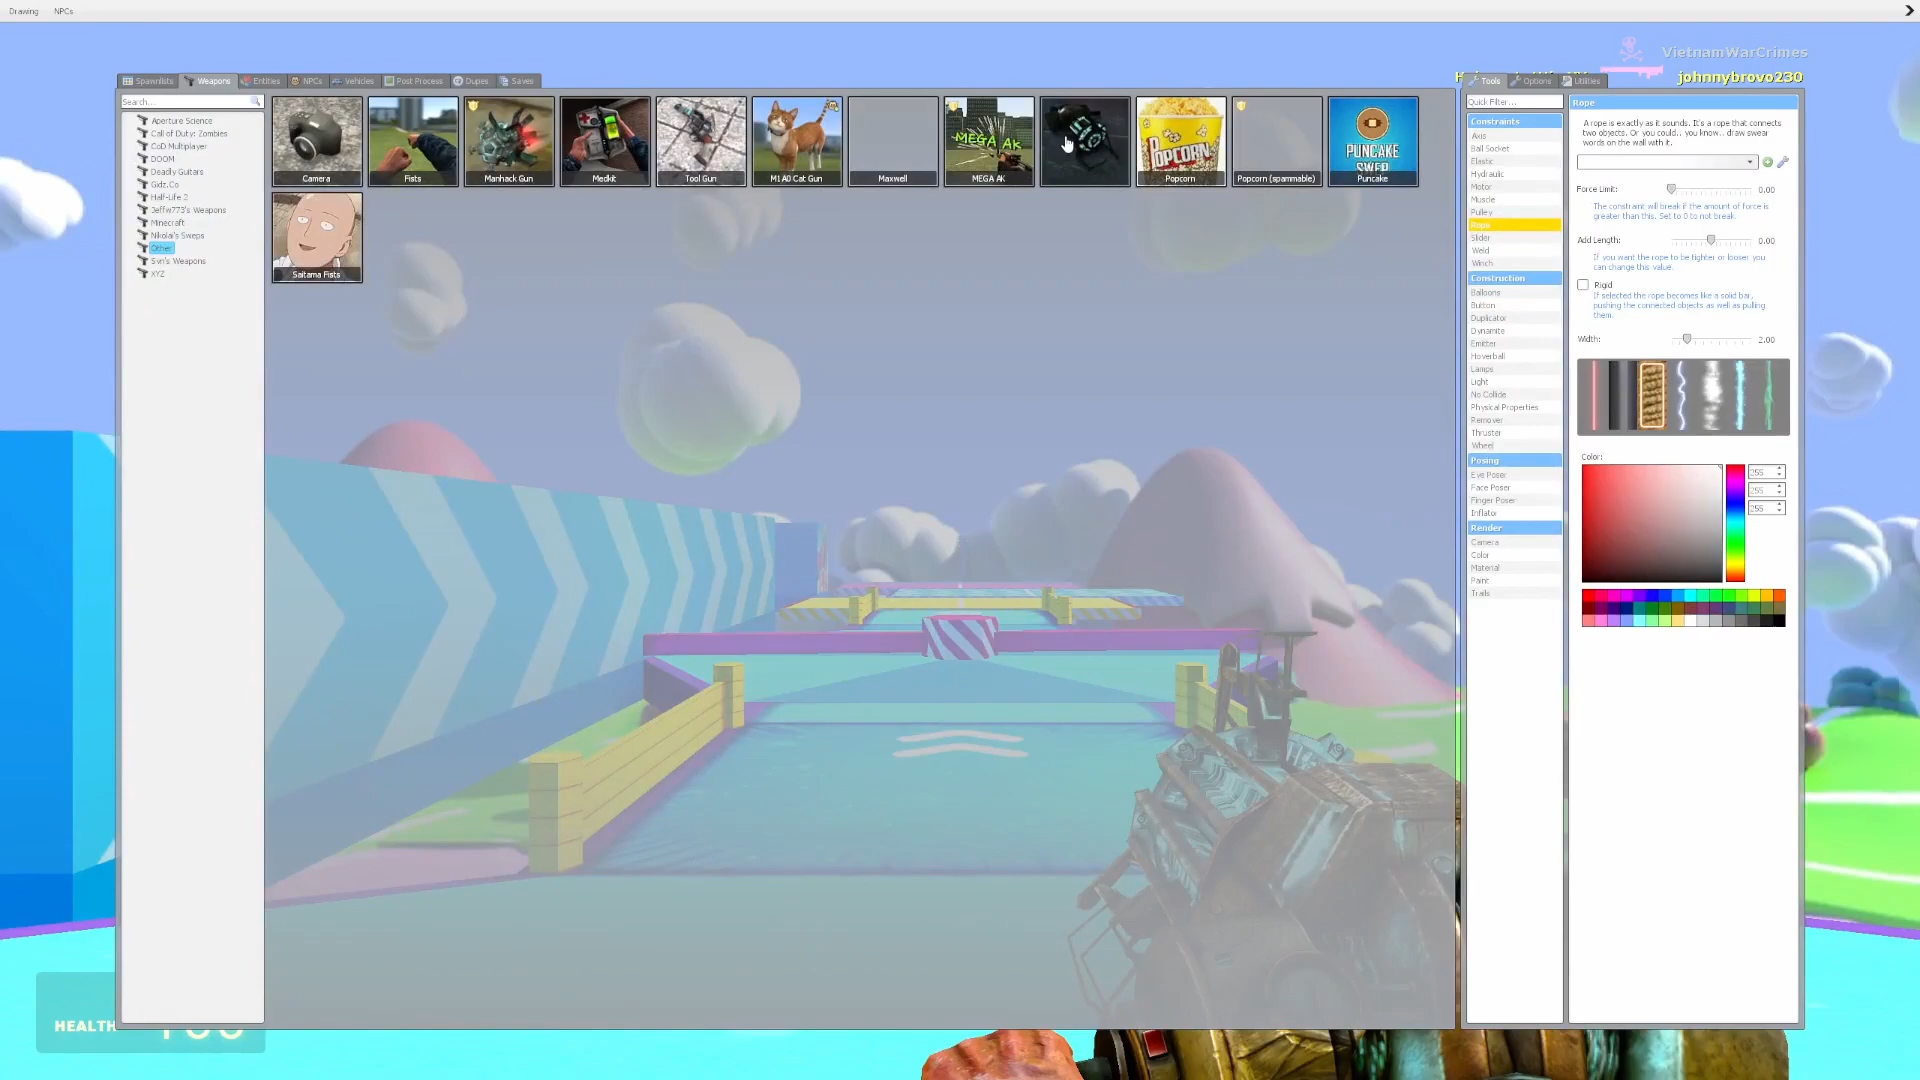 Drawing NPCs
VietnamWarCrimes
johnnybrovo230
Spawnlists Weapons Entities NPCs Vehicles Post Process Dupes Saves
Tools Options Utilities
Search...
Aperture Science
Call of Duty: Zombies
CoD Multiplayer
DOOM
Deadly Guitars
Gidz.Co
Half-Life 2
Jeffw773's Weapons
Minecraft
Nikolai's Sweps
Other
Svn's Weapons
XYZ
Camera
Fists
Manhack Gun
Medkit
Tool Gun
M1A0 Cat Gun
Maxwell
MEGA AK
MEGA AK
POPCORN
Popcorn
Popcorn (spammable)
PUNCAKE
SWEP
Puncake
Saitama Fists
Quick Filter...
Constraints
Axis
Ball Socket
Elastic
Hydraulic
Motor
Muscle
Pulley
Rope
Slider
Weld
Winch
Construction
Balloons
Button
Duplicator
Dynamite
Emitter
Hoverball
Lamps
Light
No Collide
Physical Properties
Remover
Thruster
Wheel
Posing
Eye Poser
Face Poser
Finger Poser
Inflator
Render
Camera
Color
Material
Paint
Trails
Rope
A rope is exactly as it sounds. It's a rope that connects
two objects. Or you could... you know.. draw swear
words on the wall with it.
Force Limit: 0.00
The constraint will break if the amount of force is
greater than this. Set to 0 to not break.
Add Length: 0.00
If you want the rope to be tighter or looser you
can change this value.
Rigid
If selected the rope becomes like a solid bar,
pushing the connected objects as well as pulling
them.
Width: 2.00
Color:
255
255
255
HEALTH